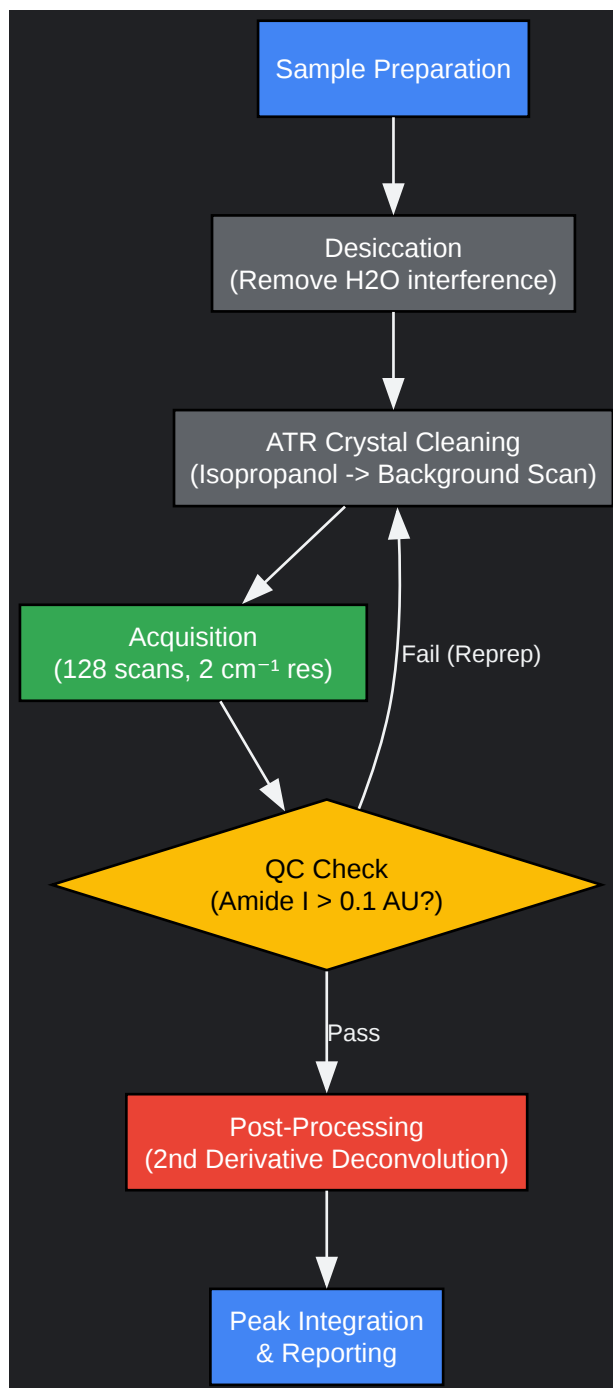 Sample Preparation
Desiccation
(Remove H2O interference)
ATR Crystal Cleaning
(Isopropanol -> Background Scan)
Acquisition
(128 scans, 2 cm⁻¹ res)
Fail (Reprep)
QC Check
(Amide I > 0.1 AU?)
Pass
Post-Processing
(2nd Derivative Deconvolution)
Peak Integration
& Reporting